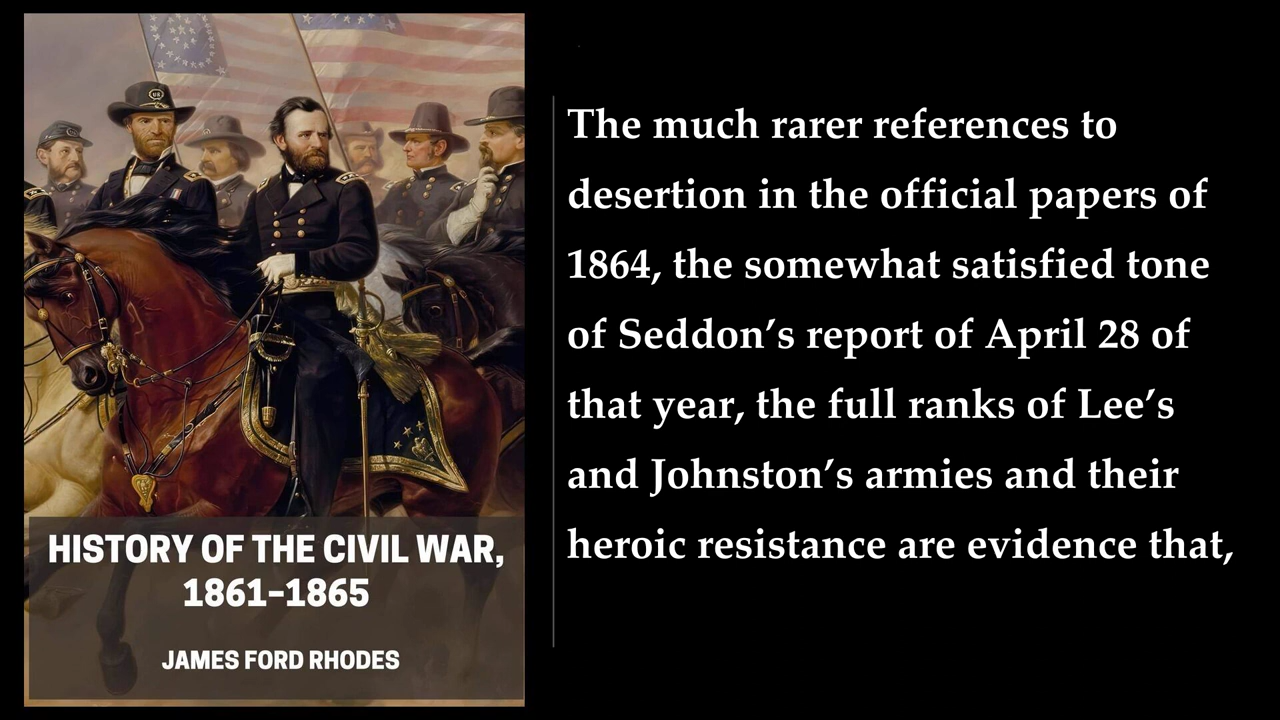 HISTORY OF THE CIVIL WAR,
1861–1865
JAMES FORD RHODES
The much rarer references to
desertion in the official papers of
1864, the somewhat satisfied tone
of Seddon’s report of April 28 of
that year, the full ranks of Lee’s
and Johnston’s armies and their
heroic resistance are evidence that,